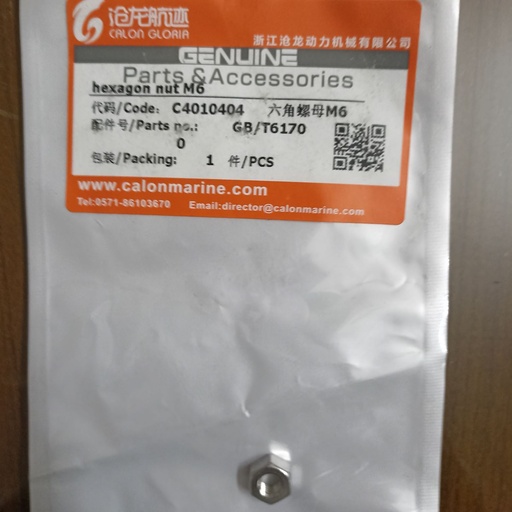 沧龙航迹
CALON GLORIA
浙江沧龙动力机械有限公司
GENUINE
Parts & Accessories
hexagon nut M6
代码/Code: C4010404 六角螺母M6
配件号/Parts no.: GB/T6170
0
包装/Packing: 1 件/PCS
www.calonmarine.com
Tel:0571-86103670 Email:director@calonmarine.com